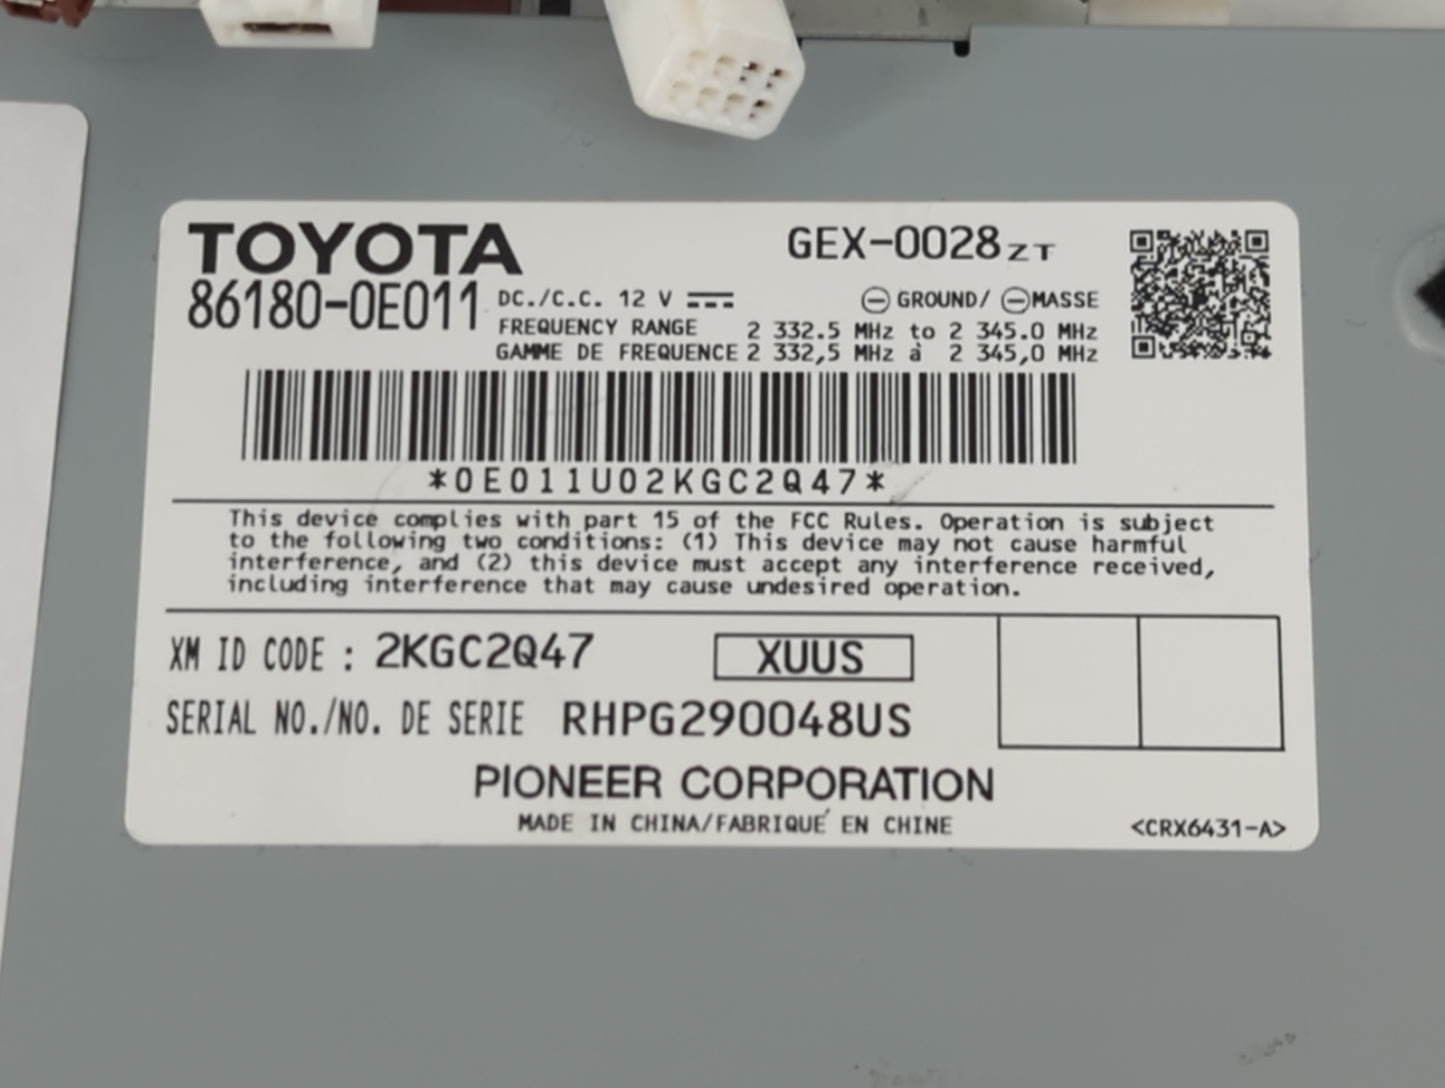 TOYOTA
GEX-0028ZT
86180-0E011
DC./C.C. 12 V
GROUND/ MASSE
FREQUENCY RANGE 2 332.5 MHz to 2 345.0 MHz
GAMME DE FREQUENCE 2 332,5 MHz à 2 345,0 MHz
*0E011U02KGC2Q47*
This device complies with part 15 of the FCC Rules. Operation is subject
to the following two conditions: (1) This device may not cause harmful
interference, and (2) this device must accept any interference received,
including interference that may cause undesired operation.
XM ID CODE : 2KGC2Q47
XUUS
SERIAL NO./NO. DE SERIE RHPG290048US
PIONEER CORPORATION
MADE IN CHINA/FABRIQUÉ EN CHINE
<CRX6431-A>